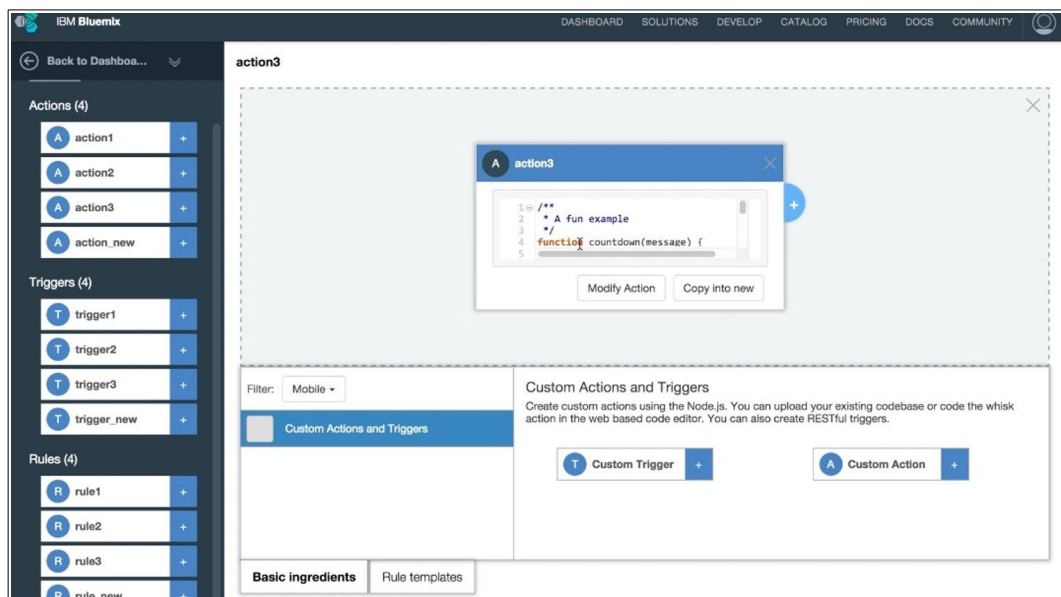 IBM Bluemix
DASHBOARD SOLUTIONS DEVELOP CATALOG PRICING DOCS COMMUNITY
Back to Dashboa...
Actions (4)
A action1 +
A action2 +
A action3 +
A action_new +
Triggers (4)
T trigger1 +
T trigger2 +
T trigger3 +
T trigger_new +
Rules (4)
R rule1 +
R rule2 +
R rule3 +
R rule_new +
action3
A action3
1 /**
2 * A fun example
3 */
4 function countdown(message) {
5
Modify Action Copy into new
+
Filter: Mobile
Custom Actions and Triggers
Custom Actions and Triggers
Create custom actions using the Node.js. You can upload your existing codebase or code the whisk
action in the web based code editor. You can also create RESTful triggers.
T Custom Trigger +
A Custom Action +
Basic ingredients Rule templates